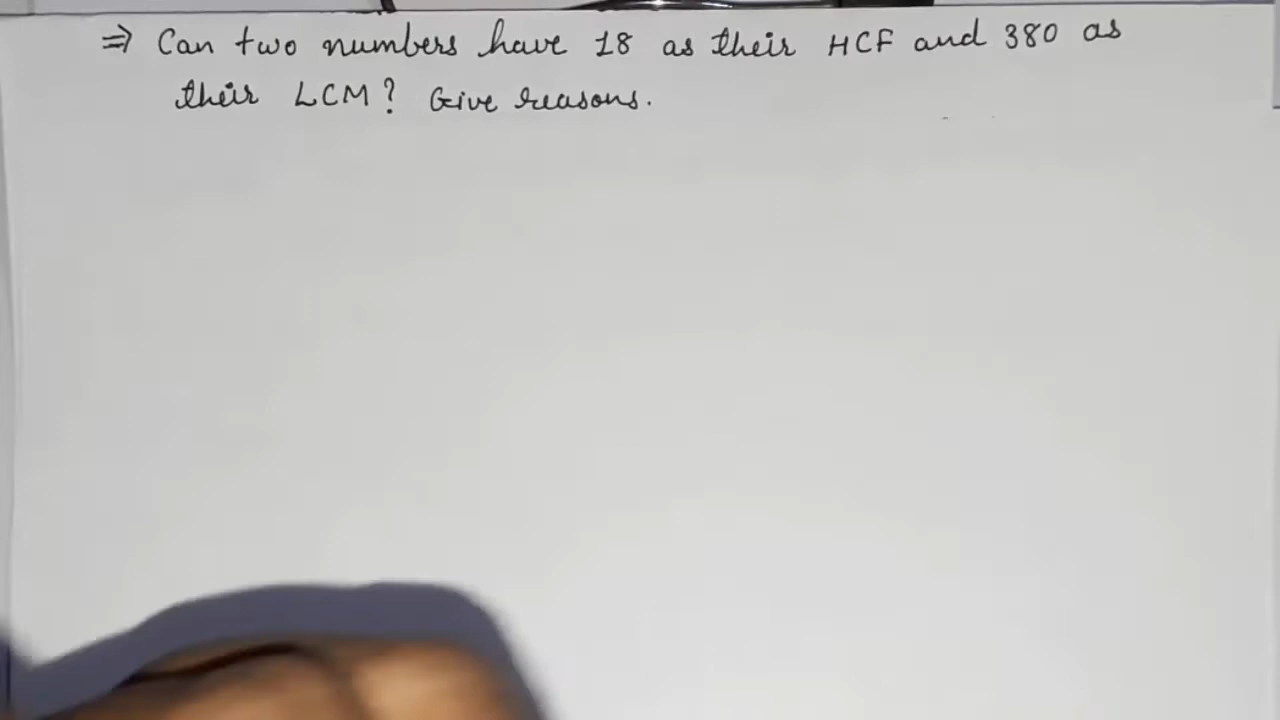 ⇒ Can two numbers have 18 as their HCF and 380 as
their LCM? Give reasons.